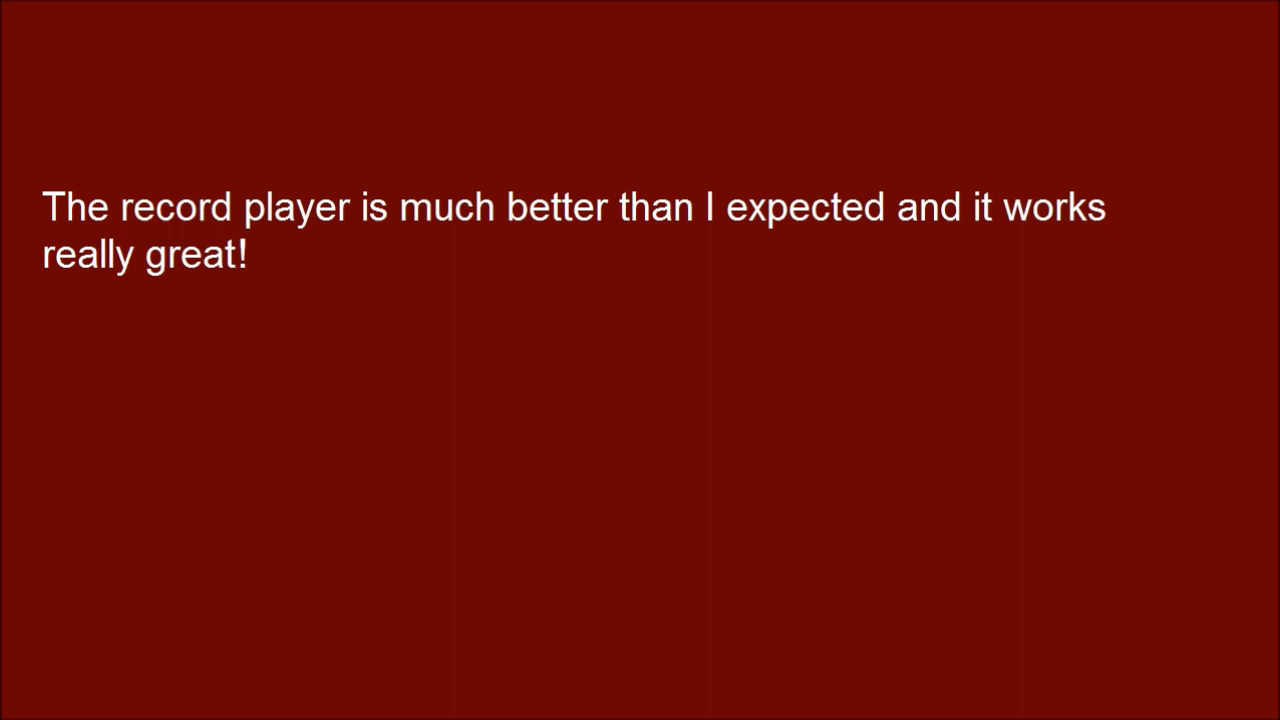 The record player is much better than I expected and it works
really great!